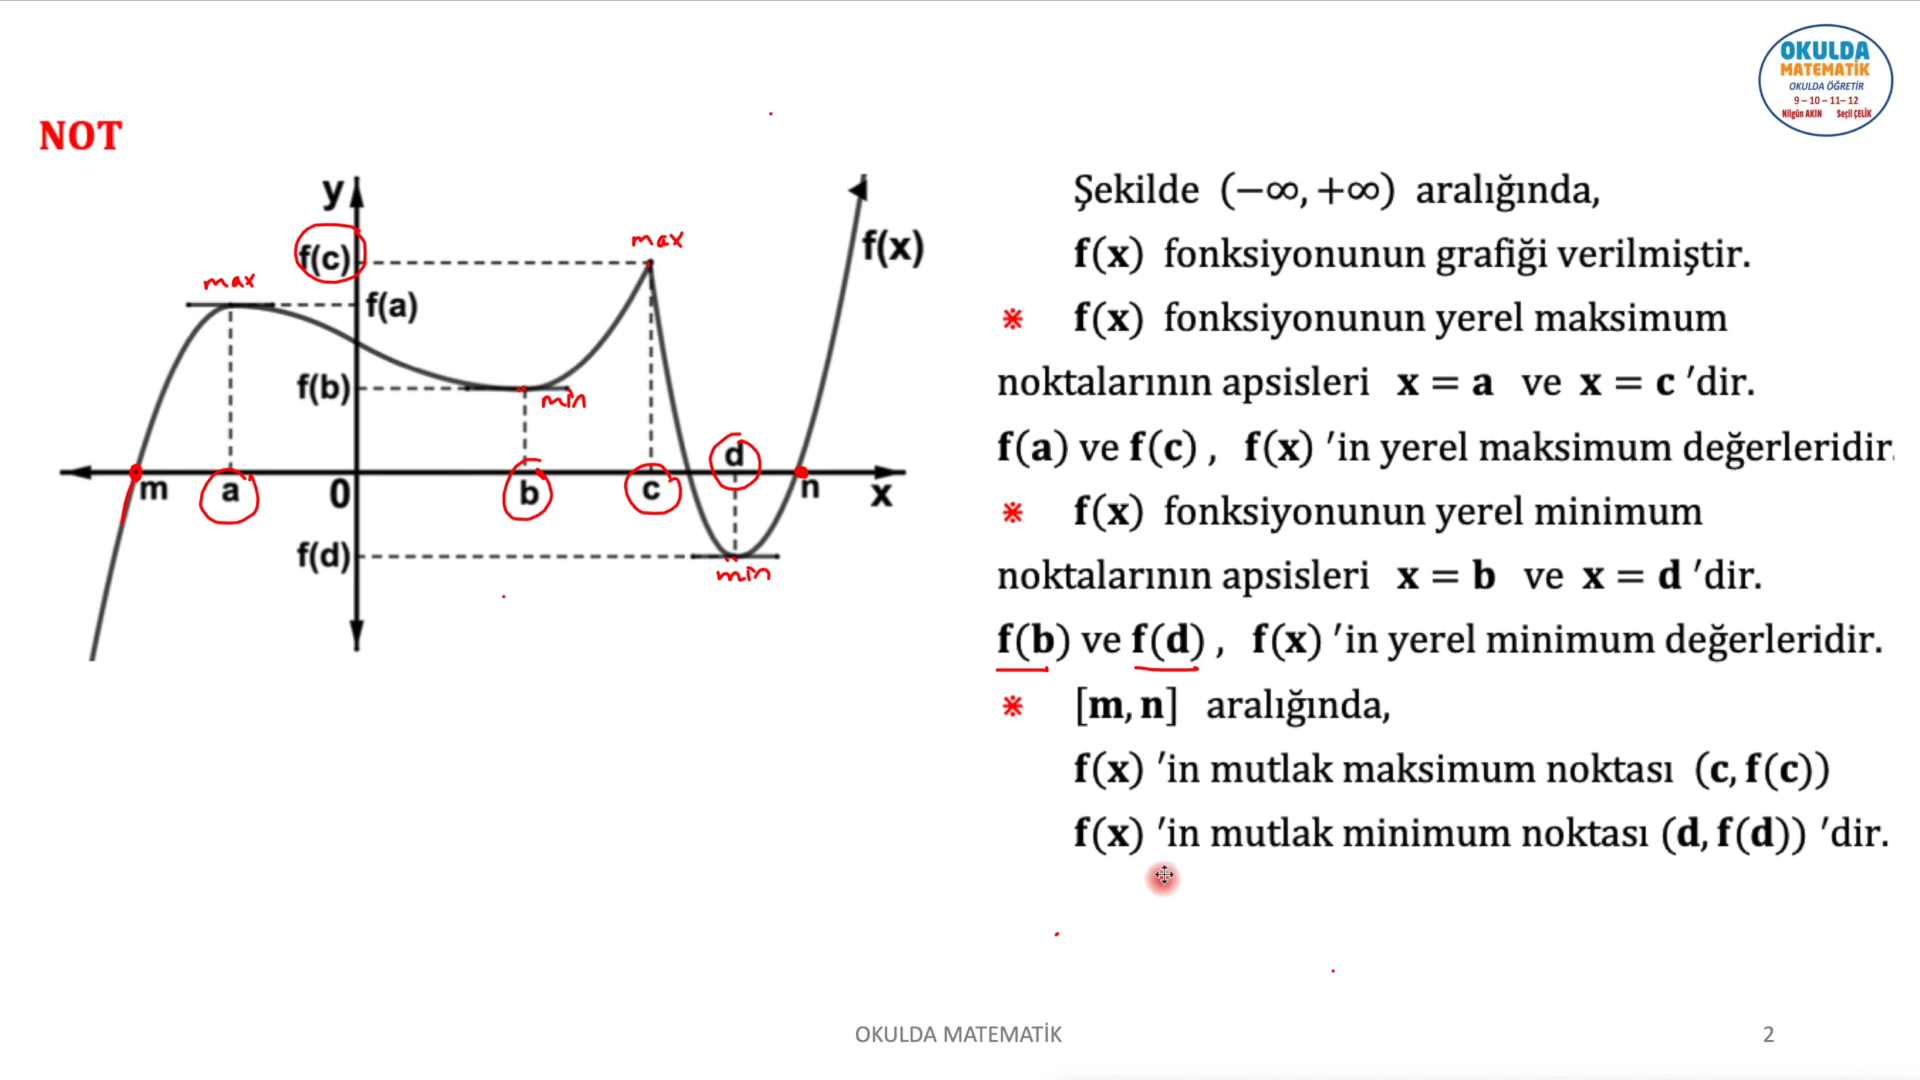 OKULDA
MATEMATİK
OKULDA ÖĞRETİR
9 – 10 – 11– 12
Nilgün AKIN Seçil ÇELİK
NOT
y
f(c)
max
max
f(x)
f(a)
f(b)
min
d
m
a
0
b
c
n
x
f(d)
min
Şekilde (−∞, +∞) aralığında,
f(x) fonksiyonunun grafiği verilmiştir.
※ f(x) fonksiyonunun yerel maksimum
noktalarının apsisleri x = a ve x = c ′dir.
f(a) ve f(c) , f(x) ′in yerel maksimum değerleridir.
※ f(x) fonksiyonunun yerel minimum
noktalarının apsisleri x = b ve x = d ′dir.
f(b) ve f(d) , f(x) ′in yerel minimum değerleridir.
※ [m, n] aralığında,
f(x) ′in mutlak maksimum noktası (c, f(c))
f(x) ′in mutlak minimum noktası (d, f(d)) ′dir.
OKULDA MATEMATİK
2